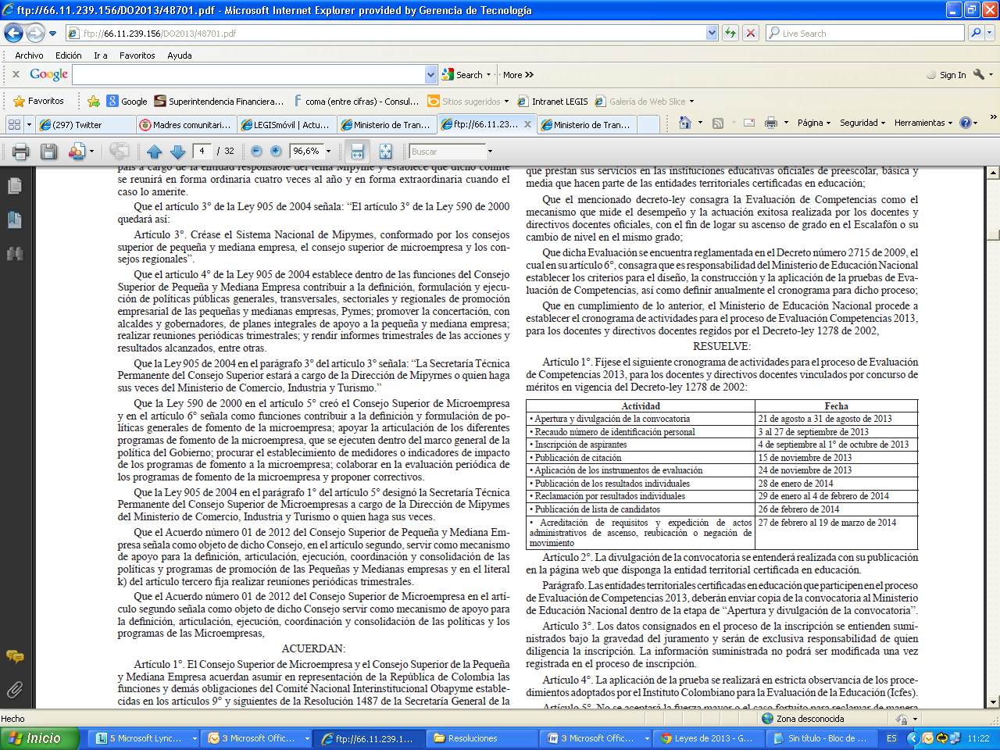 ftp://66.11.239.156/DO2013/48701.pdf - Microsoft Internet Explorer provided by Gerencia de Tecnología
ftp://66.11.239.156/DO2013/48701.pdf
Live Search
Archivo Edición Ir a Favoritos Ayuda
x Google Search More >> Sign In
Favoritos Google Superintendencia Financiera... coma (entre cifras) - Consul... Sitios sugeridos Intranet LEGIS Galería de Web Slice
(297) Twitter Madres comunitari... LEGISmóvil | Actu... Ministerio de Tran... ftp://66.11.23... X Ministerio de Tran... Página Seguridad Herramientas
4 / 32 96,6% Buscar
país a cargo de la entidad responsable del tema Mipyme y establece que dicho comité
se reunirá en forma ordinaria cuatro veces al año y en forma extraordinaria cuando el
caso lo amerite.
Que el artículo 3° de la Ley 905 de 2004 señala: “El artículo 3° de la Ley 590 de 2000
quedará así:
Artículo 3°. Créase el Sistema Nacional de Mipymes, conformado por los consejos
superior de pequeña y mediana empresa, el consejo superior de microempresa y los con-
sejos regionales”.
Que el artículo 4° de la Ley 905 de 2004 establece dentro de las funciones del Consejo
Superior de Pequeña y Mediana Empresa contribuir a la definición, formulación y ejecu-
ción de políticas públicas generales, transversales, sectoriales y regionales de promoción
empresarial de las pequeñas y medianas empresas, Pymes; promover la concertación, con
alcaldes y gobernadores, de planes integrales de apoyo a la pequeña y mediana empresa;
realizar reuniones periódicas trimestrales; y rendir informes trimestrales de las acciones y
resultados alcanzados, entre otras.
Que la Ley 905 de 2004 en el parágrafo 3° del artículo 3° señala: “La Secretaría Técnica
Permanente del Consejo Superior estará a cargo de la Dirección de Mipymes o quien haga
sus veces del Ministerio de Comercio, Industria y Turismo.”
Que la Ley 590 de 2000 en el artículo 5° creó el Consejo Superior de Microempresa
y en el artículo 6° señala como funciones contribuir a la definición y formulación de po-
líticas generales de fomento de la microempresa; apoyar la articulación de los diferentes
programas de fomento de la microempresa, que se ejecuten dentro del marco general de la
política del Gobierno; procurar el establecimiento de medidores o indicadores de impacto
de los programas de fomento a la microempresa; colaborar en la evaluación periódica de
los programas de fomento de la microempresa y proponer correctivos.
Que la Ley 905 de 2004 en el parágrafo 1° del artículo 5° designó la Secretaría Técnica
Permanente del Consejo Superior de Microempresas a cargo de la Dirección de Mipymes
del Ministerio de Comercio, Industria y Turismo o quien haga sus veces.
Que el Acuerdo número 01 de 2012 del Consejo Superior de Pequeña y Mediana Em-
presa señala como objeto de dicho Consejo, en el artículo segundo, servir como mecanismo
de apoyo para la definición, articulación, ejecución, coordinación y consolidación de las
políticas y programas de promoción de las Pequeñas y Medianas empresas y en el literal
k) del artículo tercero fija realizar reuniones periódicas trimestrales.
Que el Acuerdo número 01 de 2012 del Consejo Superior de Microempresa en el artí-
culo segundo señala como objeto de dicho Consejo servir como mecanismo de apoyo para
la definición, articulación, ejecución, coordinación y consolidación de las políticas y los
programas de las Microempresas,
ACUERDAN:
Artículo 1°. El Consejo Superior de Microempresa y el Consejo Superior de la Pequeña
y Mediana Empresa acuerdan asumir en representación de la República de Colombia las
funciones y demás obligaciones del Comité Nacional Interinstitucional Obapyme estable-
cidas en los artículos 9° y siguientes de la Resolución 1487 de la Secretaría General de la
que prestan sus servicios en las instituciones educativas oficiales de preescolar, básica y
media que hacen parte de las entidades territoriales certificadas en educación;
Que el mencionado decreto-ley consagra la Evaluación de Competencias como el
mecanismo que mide el desempeño y la actuación exitosa realizada por los docentes y
directivos docentes oficiales, con el fin de lograr su ascenso de grado en el Escalafón o su
cambio de nivel en el mismo grado;
Que dicha Evaluación se encuentra reglamentada en el Decreto número 2715 de 2009, el
cual en su artículo 6°, consagra que es responsabilidad del Ministerio de Educación Nacional
establecer los criterios para el diseño, la construcción y la aplicación de la pruebas de Eva-
luación de Competencias, así como definir anualmente el cronograma para dicho proceso;
Que en cumplimiento de lo anterior, el Ministerio de Educación Nacional procede a
establecer el cronograma de actividades para el proceso de Evaluación Competencias 2013,
para los docentes y directivos docentes regidos por el Decreto-ley 1278 de 2002,
RESUELVE:
Artículo 1°. Fíjese el siguiente cronograma de actividades para el proceso de Evaluación
de Competencias 2013, para los docentes y directivos docentes vinculados por concurso de
méritos en vigencia del Decreto-ley 1278 de 2002:
Actividad Fecha
• Apertura y divulgación de la convocatoria 21 de agosto a 31 de agosto de 2013
• Recaudo número de identificación personal 3 al 27 de septiembre de 2013
• Inscripción de aspirantes 4 de septiembre al 1° de octubre de 2013
• Publicación de citación 15 de noviembre de 2013
• Aplicación de los instrumentos de evaluación 24 de noviembre de 2013
• Publicación de los resultados individuales 28 de enero de 2014
• Reclamación por resultados individuales 29 de enero al 4 de febrero de 2014
• Publicación de lista de candidatos 26 de febrero de 2014
• Acreditación de requisitos y expedición de actos 27 de febrero al 19 de marzo de 2014
administrativos de ascenso, reubicación o negación de
movimiento
Artículo 2°. La divulgación de la convocatoria se entenderá realizada con su publicación
en la página web que disponga la entidad territorial certificada en educación.
Parágrafo. Las entidades territoriales certificadas en educación que participen en el proceso
de Evaluación de Competencias 2013, deberán enviar copia de la convocatoria al Ministerio
de Educación Nacional dentro de la etapa de “Apertura y divulgación de la convocatoria”.
Artículo 3°. Los datos consignados en el proceso de la inscripción se entienden sumi-
nistrados bajo la gravedad del juramento y serán de exclusiva responsabilidad de quien
diligencia la inscripción. La información suministrada no podrá ser modificada una vez
registrada en el proceso de inscripción.
Artículo 4°. La aplicación de la prueba se realizará en estricta observancia de los proce-
dimientos adoptados por el Instituto Colombiano para la Evaluación de la Educación (Icfes).
Artículo 5°. No se aceptará la fuerza mayor o el caso fortuito para reclamar de manera
Hecho Zona desconocida
Inicio 5 Microsoft Lync... 3 Microsoft Offic... ftp://66.11.239.1... Resoluciones 3 Microsoft Offic... Leyes de 2013 - G... Sin título - Bloc de ... ES 11:22